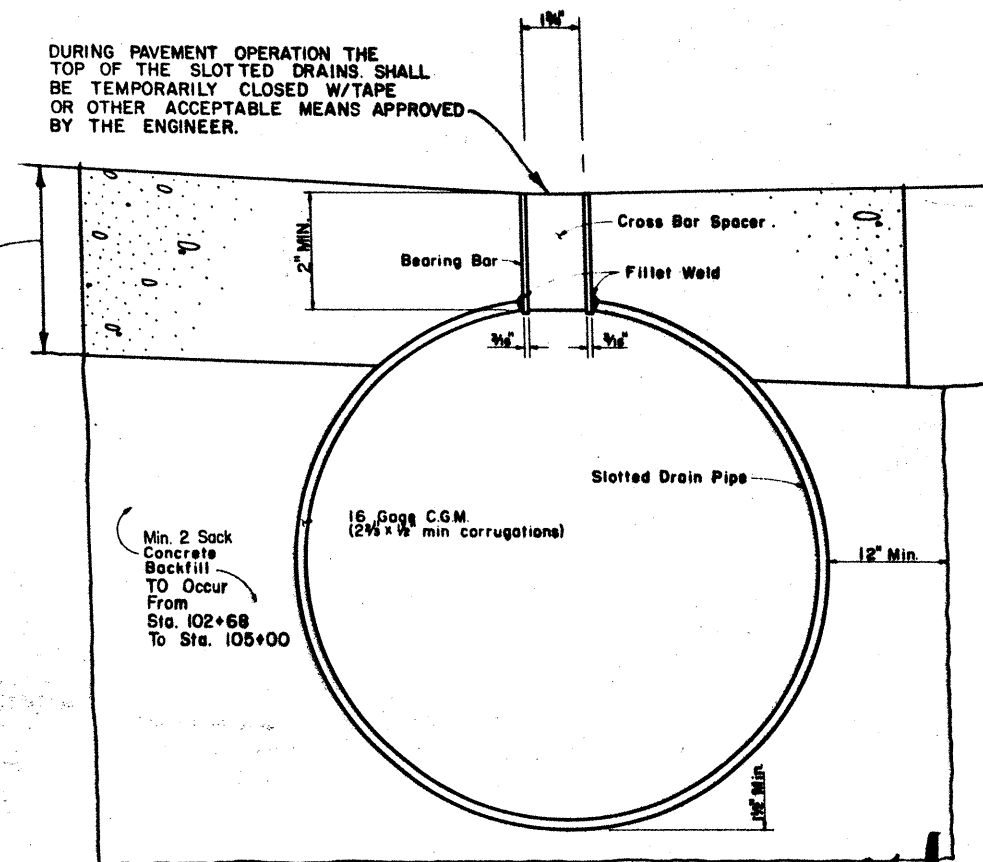 1¾"
DURING PAVEMENT OPERATION THE
TOP OF THE SLOTTED DRAINS. SHALL
BE TEMPORARILY CLOSED W/TAPE
OR OTHER ACCEPTABLE MEANS APPROVED
BY THE ENGINEER.
2" MIN.
Cross Bar Spacer.
Bearing Bar
Fillet Weld
3/16" 3/16"
Slotted Drain Pipe
16 Gage C.G.M.
(2⅔ x ½" min corrugations)
Min. 2 Sack
Concrete
Backfill
TO Occur
From
Sta. 102+68
To Sta. 105+00
12" Min.
1½" Min.